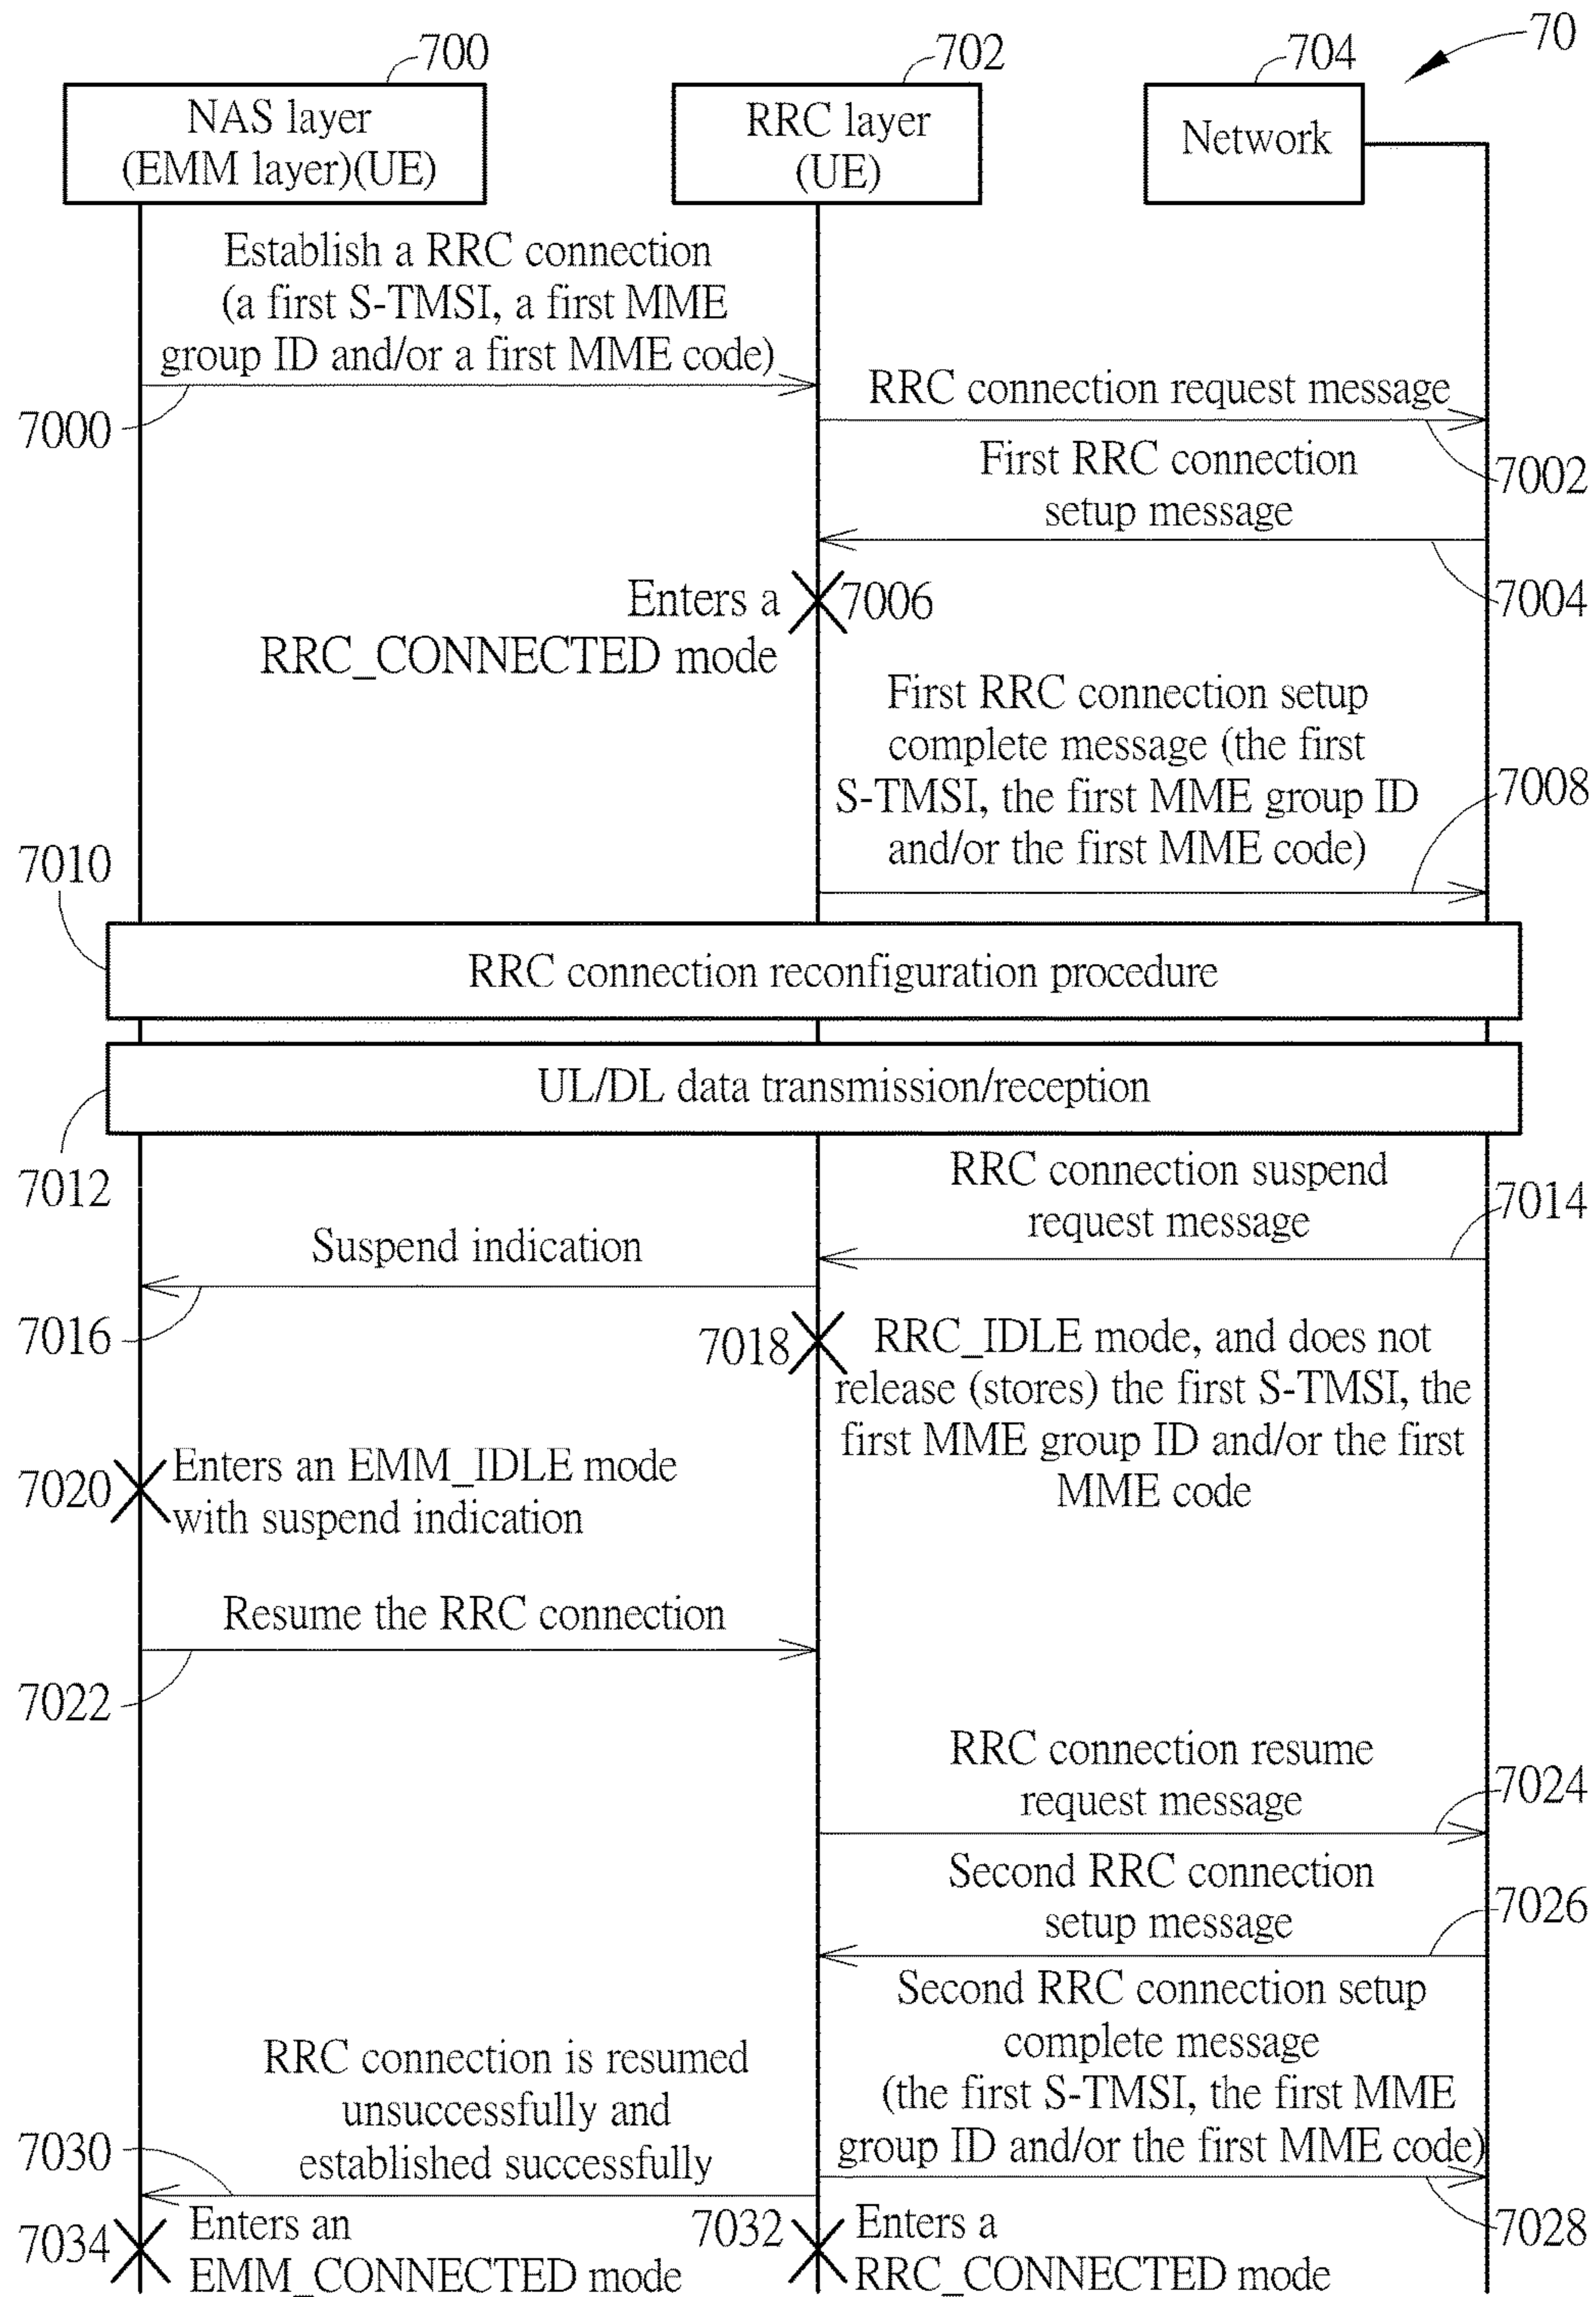 700
702
704
70
NAS layer
(EMM layer)(UE)
RRC layer
(UE)
Network
Establish a RRC connection
(a first S-TMSI, a first MME
group ID and/or a first MME code)
7000
RRC connection request message
7002
First RRC connection
setup message
7004
Enters a
RRC_CONNECTED mode
7006
First RRC connection setup
complete message (the first
S-TMSI, the first MME group ID
and/or the first MME code)
7008
7010
RRC connection reconfiguration procedure
UL/DL data transmission/reception
7012
RRC connection suspend
request message
7014
Suspend indication
7016
7018
RRC_IDLE mode, and does not
release (stores) the first S-TMSI, the
first MME group ID and/or the first
MME code
7020
Enters an EMM_IDLE mode
with suspend indication
Resume the RRC connection
7022
RRC connection resume
request message
7024
Second RRC connection
setup message
7026
Second RRC connection setup
complete message
(the first S-TMSI, the first MME
group ID and/or the first MME code)
7028
RRC connection is resumed
unsuccessfully and
established successfully
7030
7034
Enters an
EMM_CONNECTED mode
7032
Enters a
RRC_CONNECTED mode